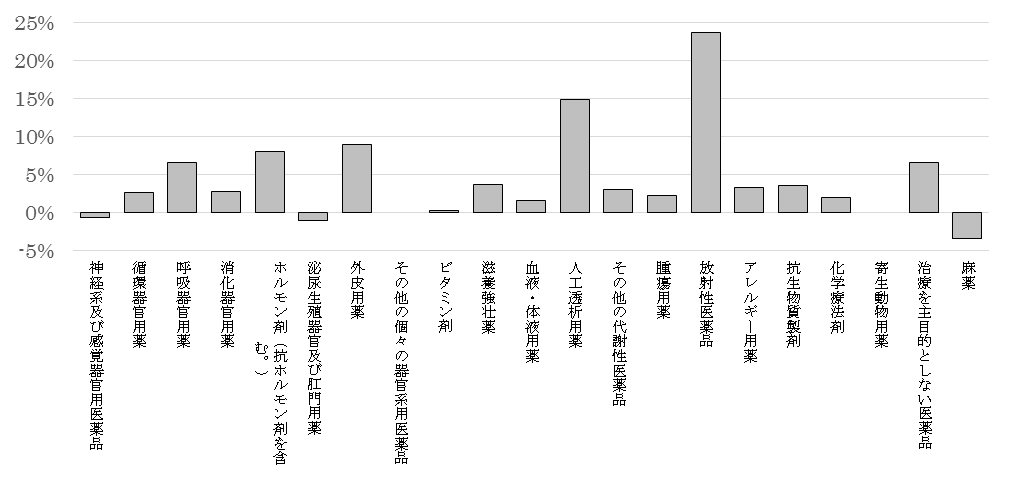 25%
20%
15%
10%
5%
0%
-5%
神経系及び感覚器官用医薬品
循環器官用薬
呼吸器官用薬
消化器官用薬
ホルモン剤（抗ホルモン剤を含
む。）
泌尿生殖器官及び肛門用薬
外皮用薬
その他の個々の器官系用医薬品
ビタミン剤
滋養強壮薬
血液・体液用薬
人工透析用薬
その他の代謝性医薬品
腫瘍用薬
放射性医薬品
アレルギー用薬
抗生物質製剤
化学療法剤
寄生動物用薬
治療を主目的としない医薬品
麻薬